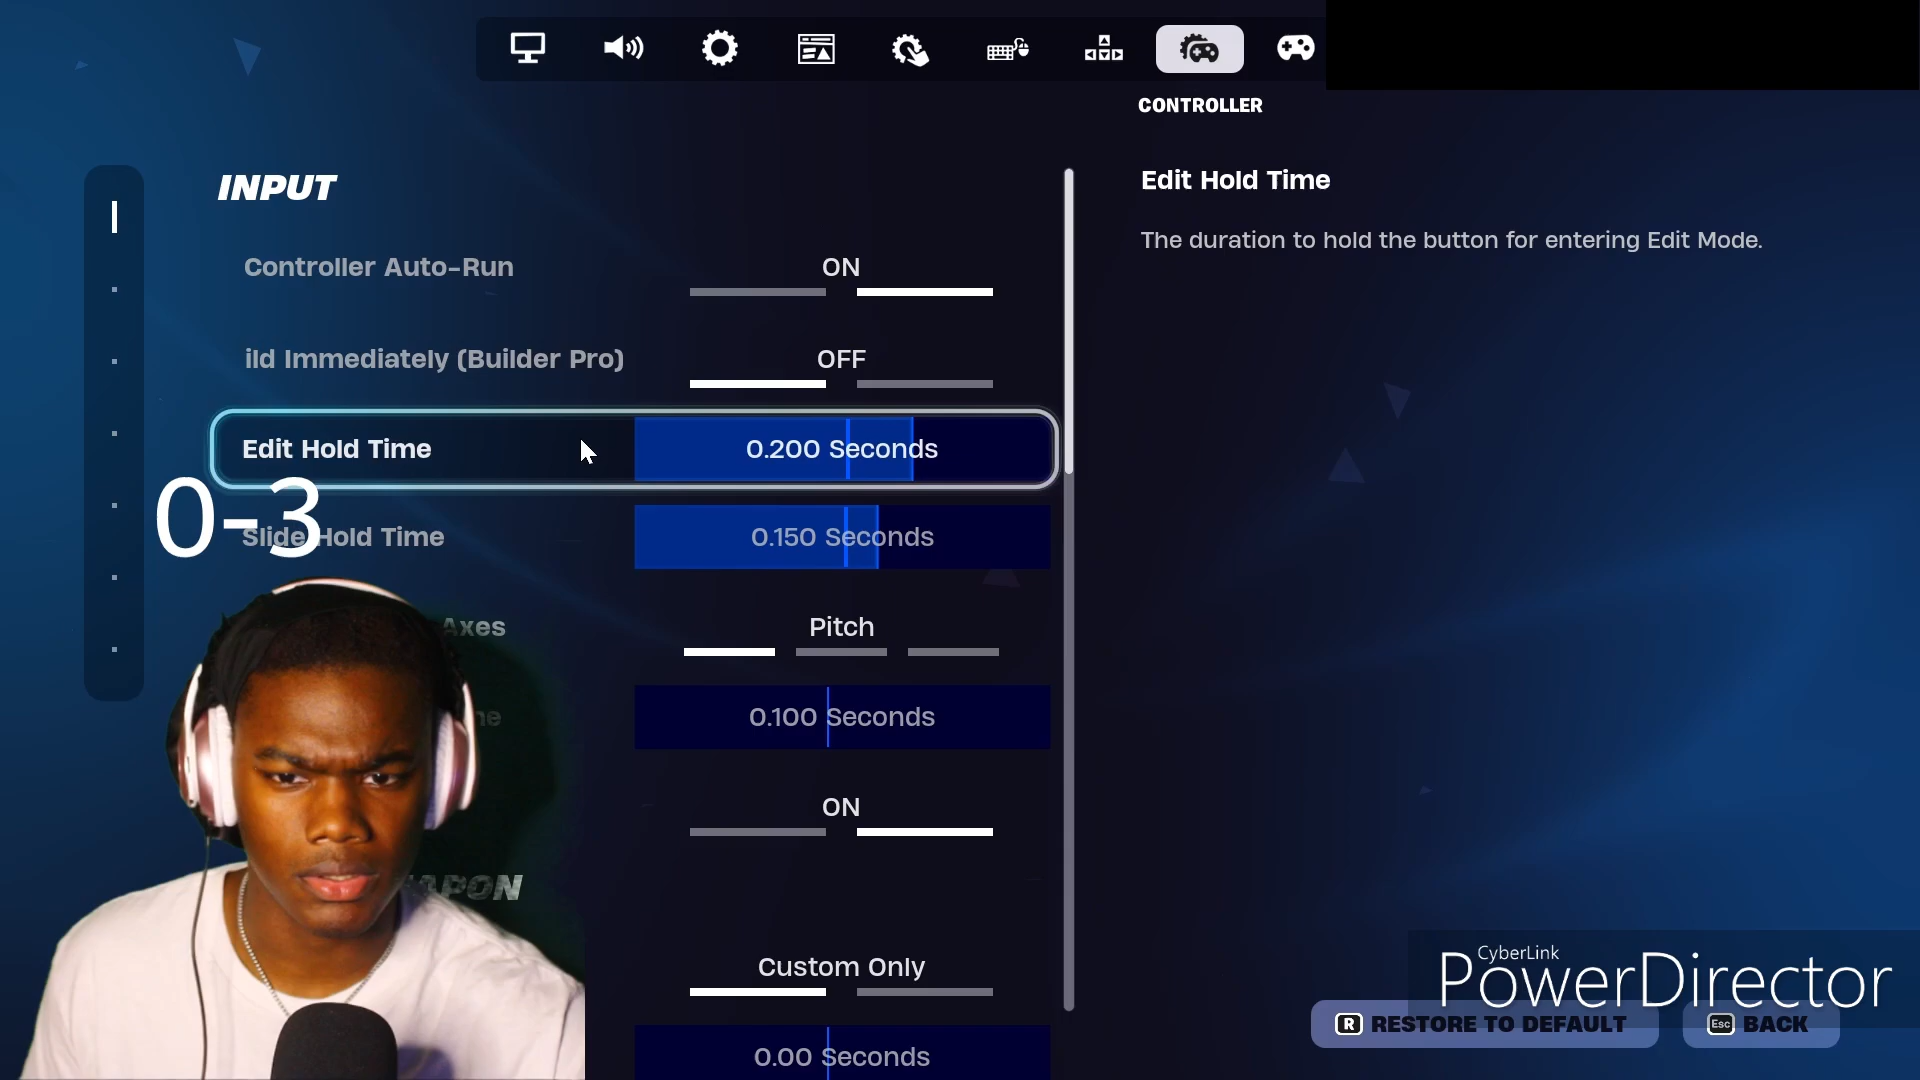 CONTROLLER
INPUT
Controller Auto-Run
ON
ild Immediately (Builder Pro)
OFF
Edit Hold Time
0.200 Seconds
0-3
Slide Hold Time
0.150 Seconds
Axes
Pitch
0.100 Seconds
ON
Custom Only
0.00 Seconds
Edit Hold Time
The duration to hold the button for entering Edit Mode.
CyberLink
PowerDirector
R RESTORE TO DEFAULT
Esc BACK